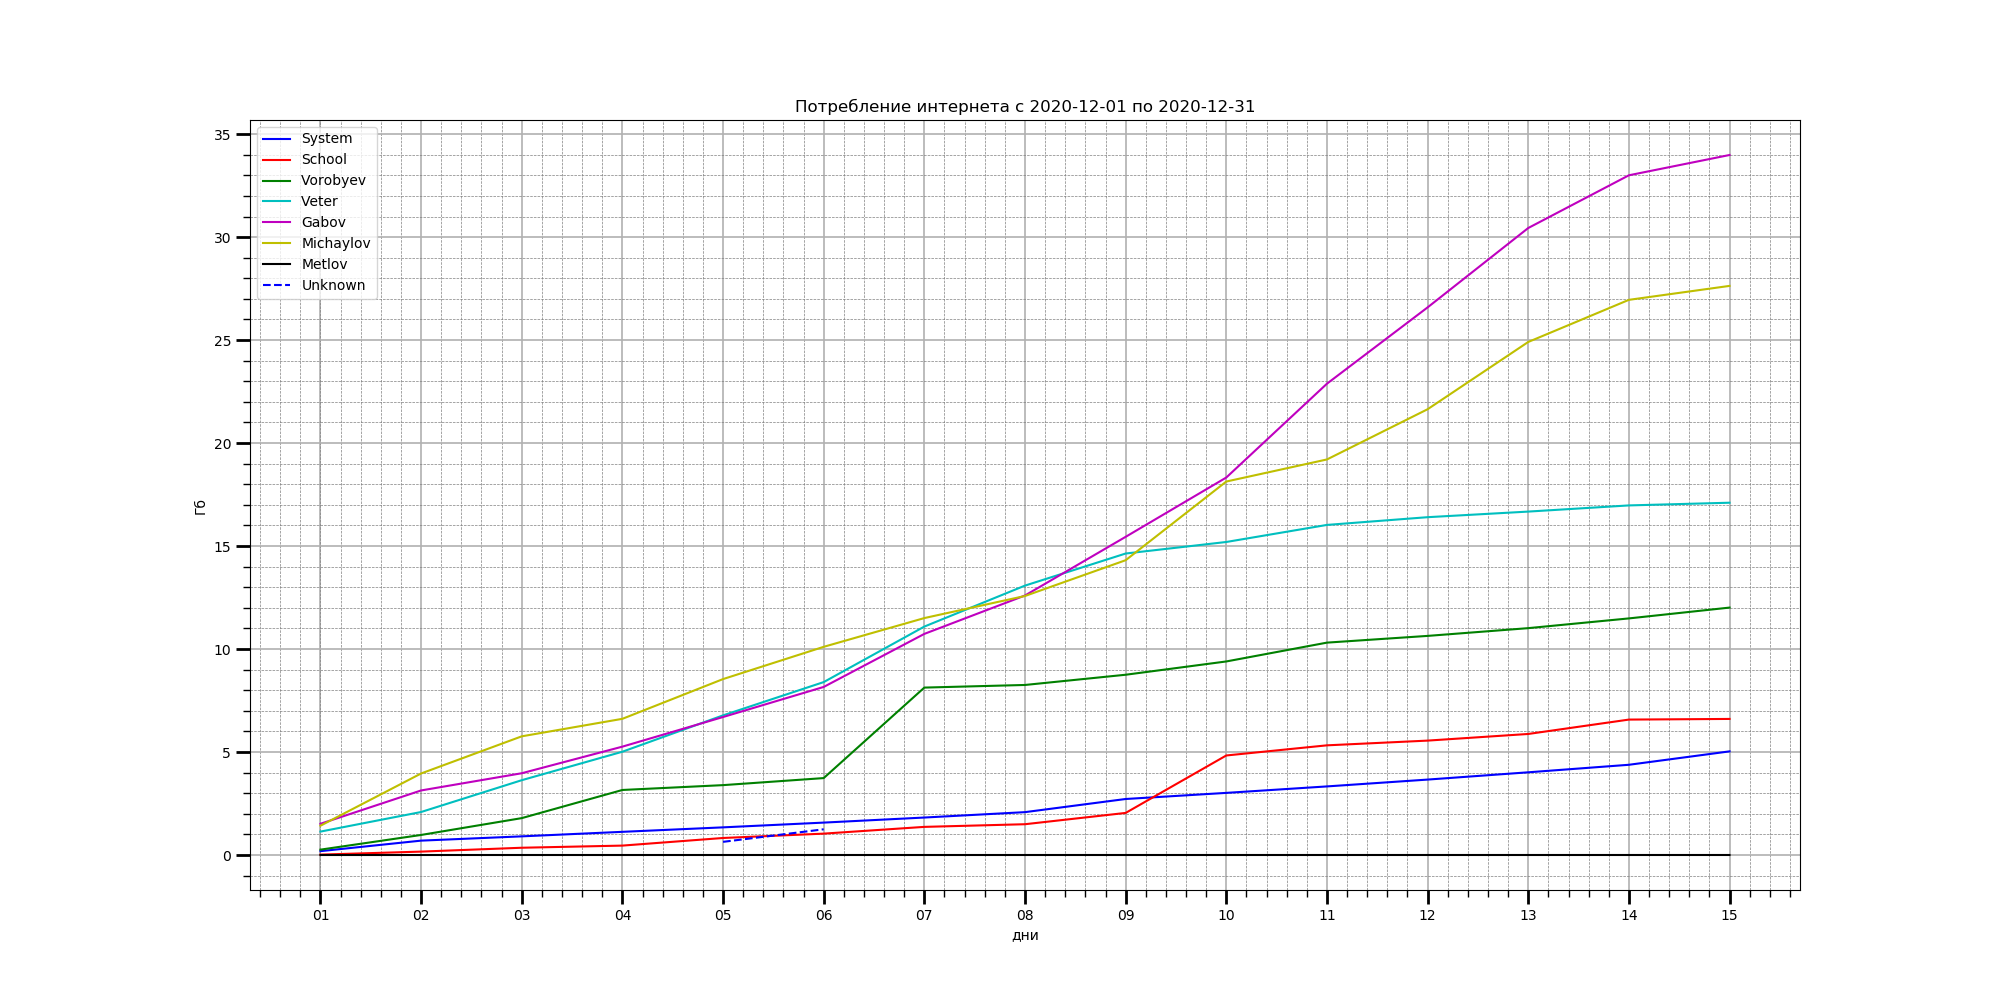 Потребление интернета с 2020-12-01 по 2020-12-31
System
School
Vorobyev
Veter
Gabov
Michaylov
Metlov
Unknown
35
30
25
20
15
10
5
0
Гб
01 02 03 04 05 06 07 08 09 10 11 12 13 14 15
дни